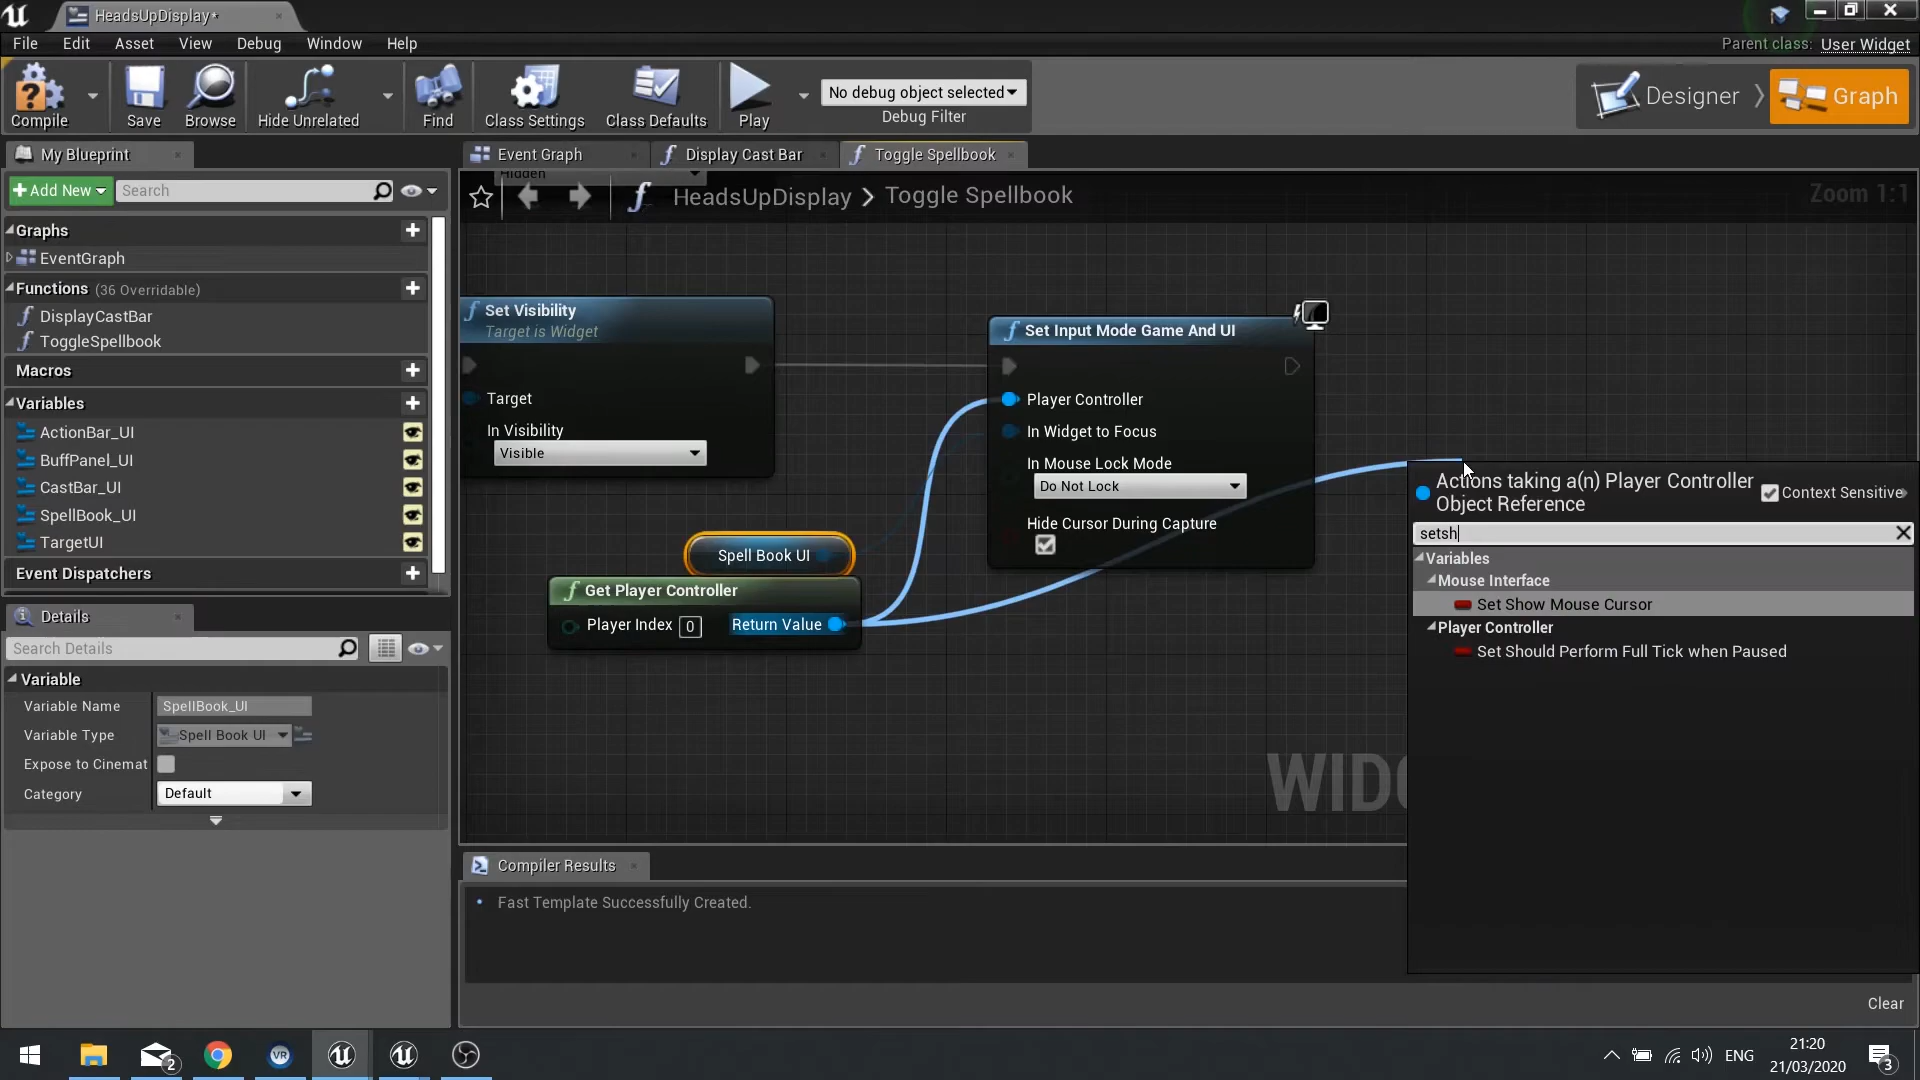 HeadsUpDisplay*
File Edit Asset View Debug Window Help
Parent class: User Widget
Compile Save Browse Hide Unrelated Find Class Settings Class Defaults Play
No debug object selected
Debug Filter
Designer Graph
My Blueprint
Event Graph Display Cast Bar Toggle Spellbook
Add New Search
Hidden
HeadsUpDisplay > Toggle Spellbook
Zoom 1:1
Graphs
EventGraph
Functions (36 Overridable)
DisplayCastBar
ToggleSpellbook
Macros
Variables
ActionBar_UI
BuffPanel_UI
CastBar_UI
SpellBook_UI
TargetUI
Event Dispatchers
Set Visibility
Target is Widget
Target
In Visibility
Visible
Set Input Mode Game And UI
Player Controller
In Widget to Focus
In Mouse Lock Mode
Do Not Lock
Hide Cursor During Capture
Spell Book UI
Get Player Controller
Player Index 0 Return Value
Actions taking a(n) Player Controller
Object Reference
Context Sensitive
setsh
Variables
Mouse Interface
Set Show Mouse Cursor
Player Controller
Set Should Perform Full Tick when Paused
Details
Search Details
Variable
Variable Name SpellBook_UI
Variable Type Spell Book UI
Expose to Cinemat
Category Default
WIDG
Compiler Results
Fast Template Successfully Created.
Clear
2
VR
ENG
21:20
21/03/2020
3